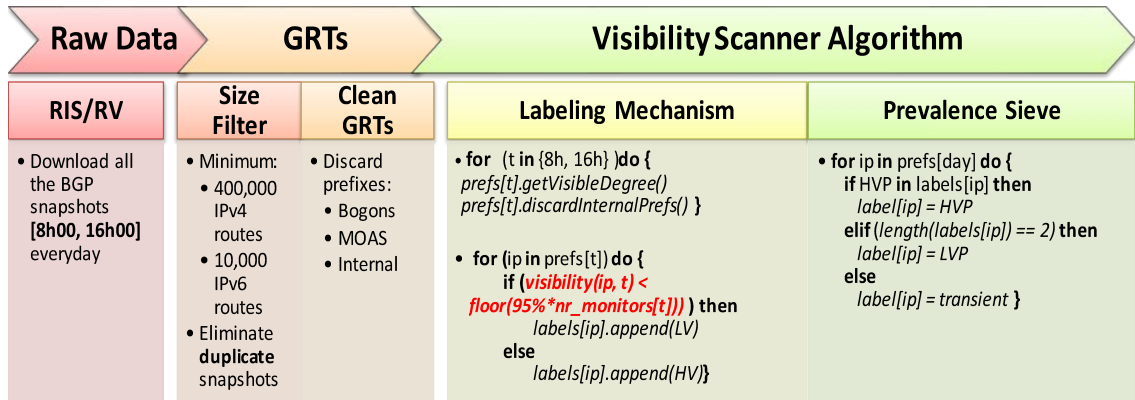 Raw Data
GRTs
Visibility Scanner Algorithm
RIS/RV
• Download all
the BGP
snapshots
[8h00, 16h00]
everyday
Size
Filter
• Minimum:
• 400,000
IPv4
routes
• 10,000
IPv6
routes
• Eliminate
duplicate
snapshots
Clean
GRTs
• Discard
prefixes:
• Bogons
• MOAS
• Internal
Labeling Mechanism
• for (t in {8h, 16h} )do {
prefs[t].getVisibleDegree()
prefs[t].discardInternalPrefs() }
• for (ip in prefs[t]) do {
if (visibility(ip, t) <
floor(95%*nr_monitors[t])) ) then
labels[ip].append(LV)
else
labels[ip].append(HV)}
Prevalence Sieve
• for ip in prefs[day] do {
if HVP in labels[ip] then
label[ip] = HVP
elif (length(labels[ip]) == 2) then
label[ip] = LVP
else
label[ip] = transient }